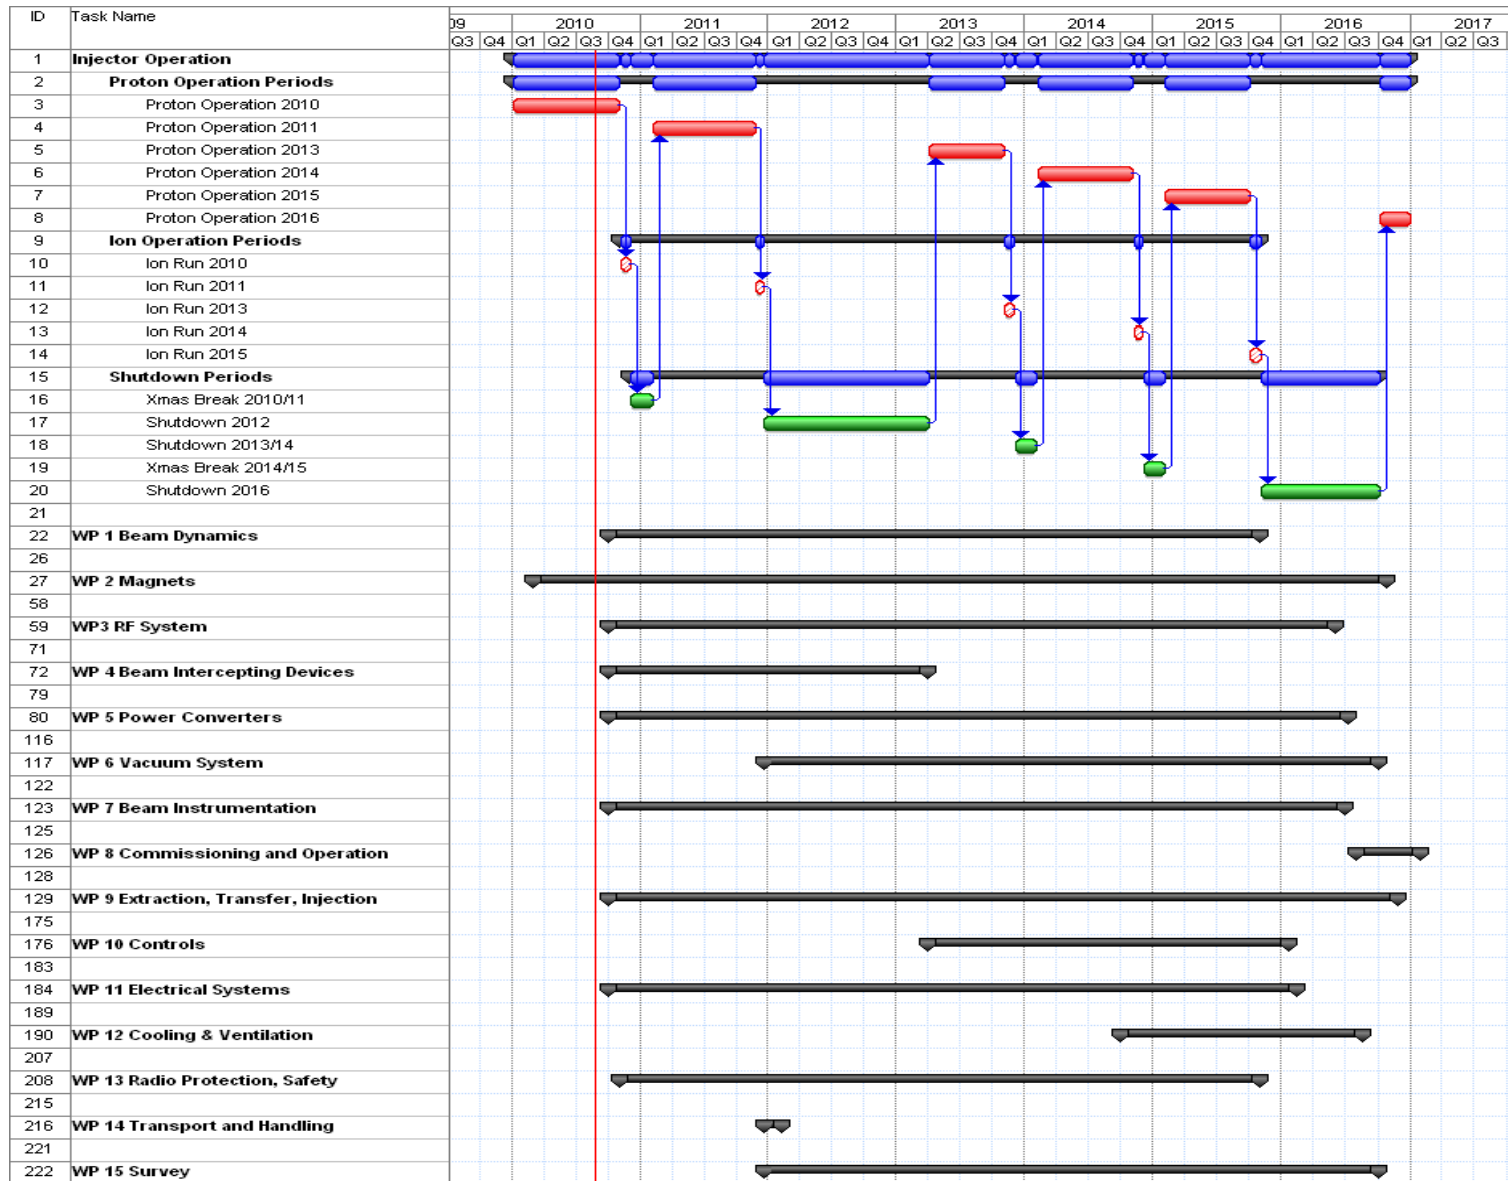 ID Task Name 09 2010 2011 2012 2013 2014 2015 2016 2017
Q3 Q4 Q1 Q2 Q3 Q4 Q1 Q2 Q3 Q4 Q1 Q2 Q3 Q4 Q1 Q2 Q3 Q4 Q1 Q2 Q3 Q4 Q1 Q2 Q3 Q4 Q1 Q2 Q3 Q4 Q1 Q2 Q3
1 Injector Operation
2 Proton Operation Periods
3 Proton Operation 2010
4 Proton Operation 2011
5 Proton Operation 2013
6 Proton Operation 2014
7 Proton Operation 2015
8 Proton Operation 2016
9 Ion Operation Periods
10 Ion Run 2010
11 Ion Run 2011
12 Ion Run 2013
13 Ion Run 2014
14 Ion Run 2015
15 Shutdown Periods
16 Xmas Break 2010/11
17 Shutdown 2012
18 Shutdown 2013/14
19 Xmas Break 2014/15
20 Shutdown 2016
21
22 WP 1 Beam Dynamics
26
27 WP 2 Magnets
58
59 WP3 RF System
71
72 WP 4 Beam Intercepting Devices
79
80 WP 5 Power Converters
116
117 WP 6 Vacuum System
122
123 WP 7 Beam Instrumentation
125
126 WP 8 Commissioning and Operation
128
129 WP 9 Extraction, Transfer, Injection
175
176 WP 10 Controls
183
184 WP 11 Electrical Systems
189
190 WP 12 Cooling & Ventilation
207
208 WP 13 Radio Protection, Safety
215
216 WP 14 Transport and Handling
221
222 WP 15 Survey